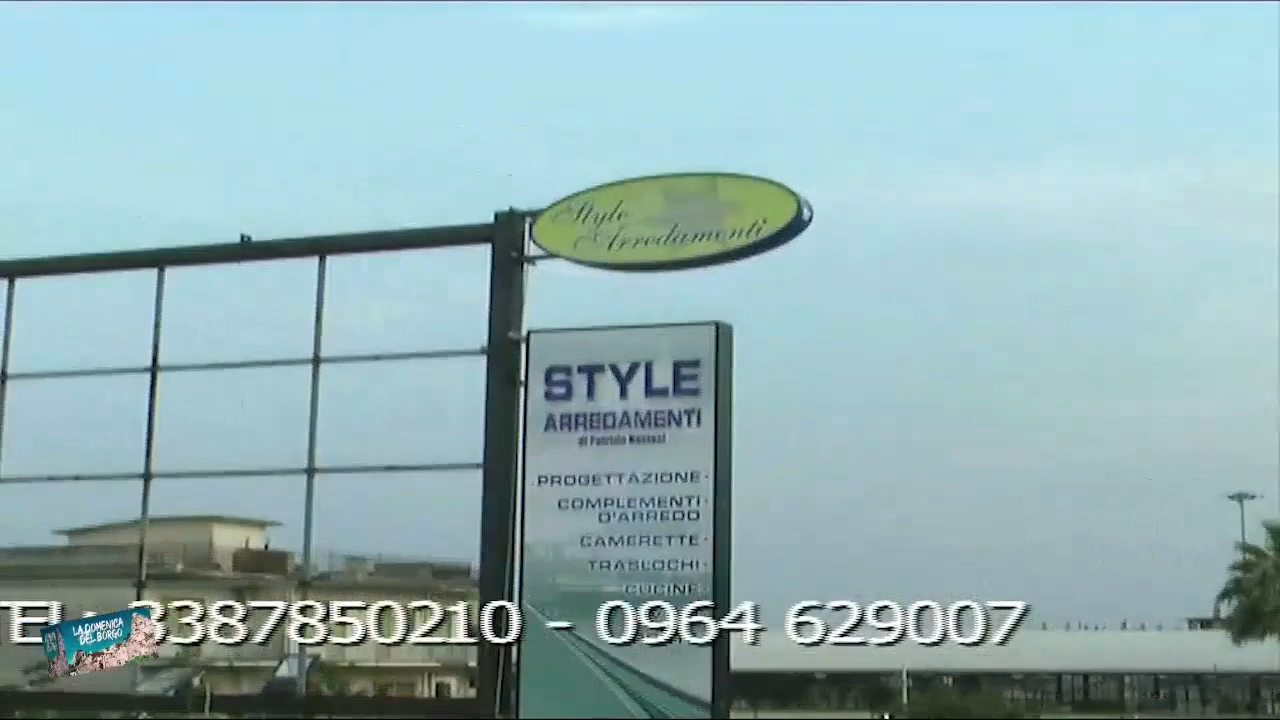 Style
Arredamenti
STYLE
ARREDAMENTI
PROGETTAZIONE
COMPLEMENTI
D'ARREDO
CAMERETTE
TRASLOCHI
CUCINE
TEL: 3387850210 - 0964 629007
LA DOMENICA
DEL BORGO